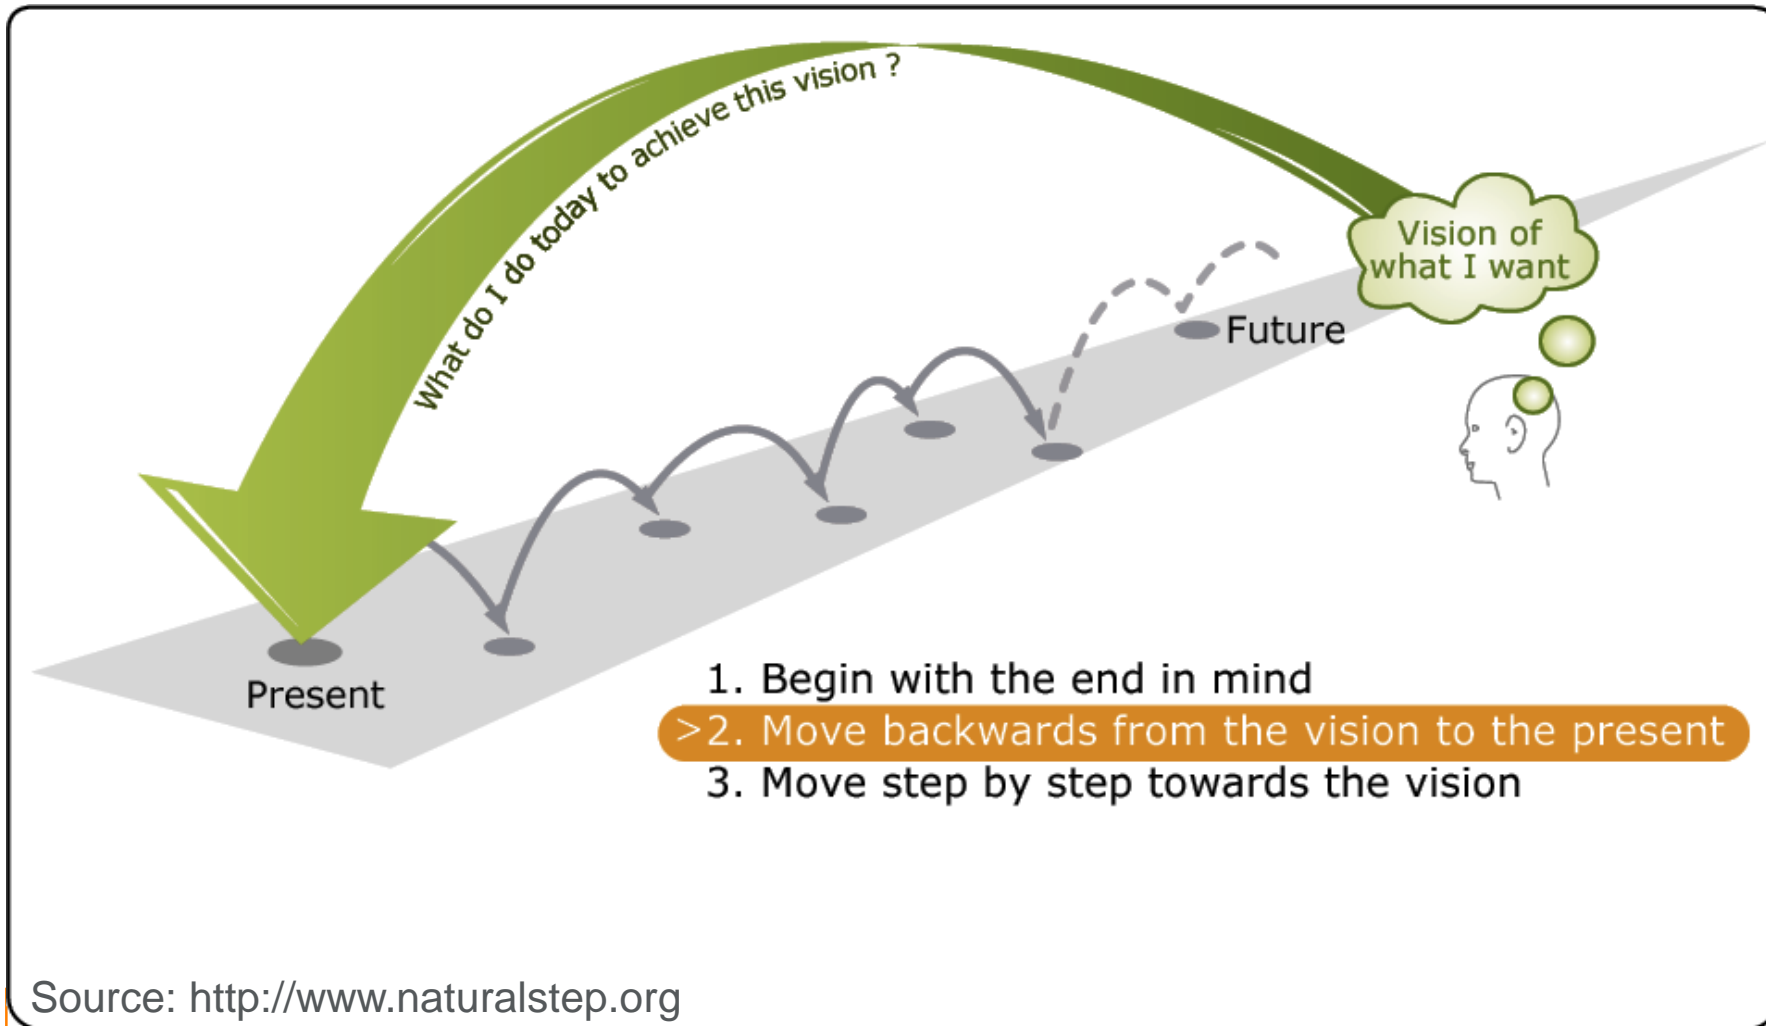 What do I do today to achieve this vision ?
Vision of
what I want
Future
Present
1. Begin with the end in mind
>2. Move backwards from the vision to the present
3. Move step by step towards the vision
Source: http://www.naturalstep.org